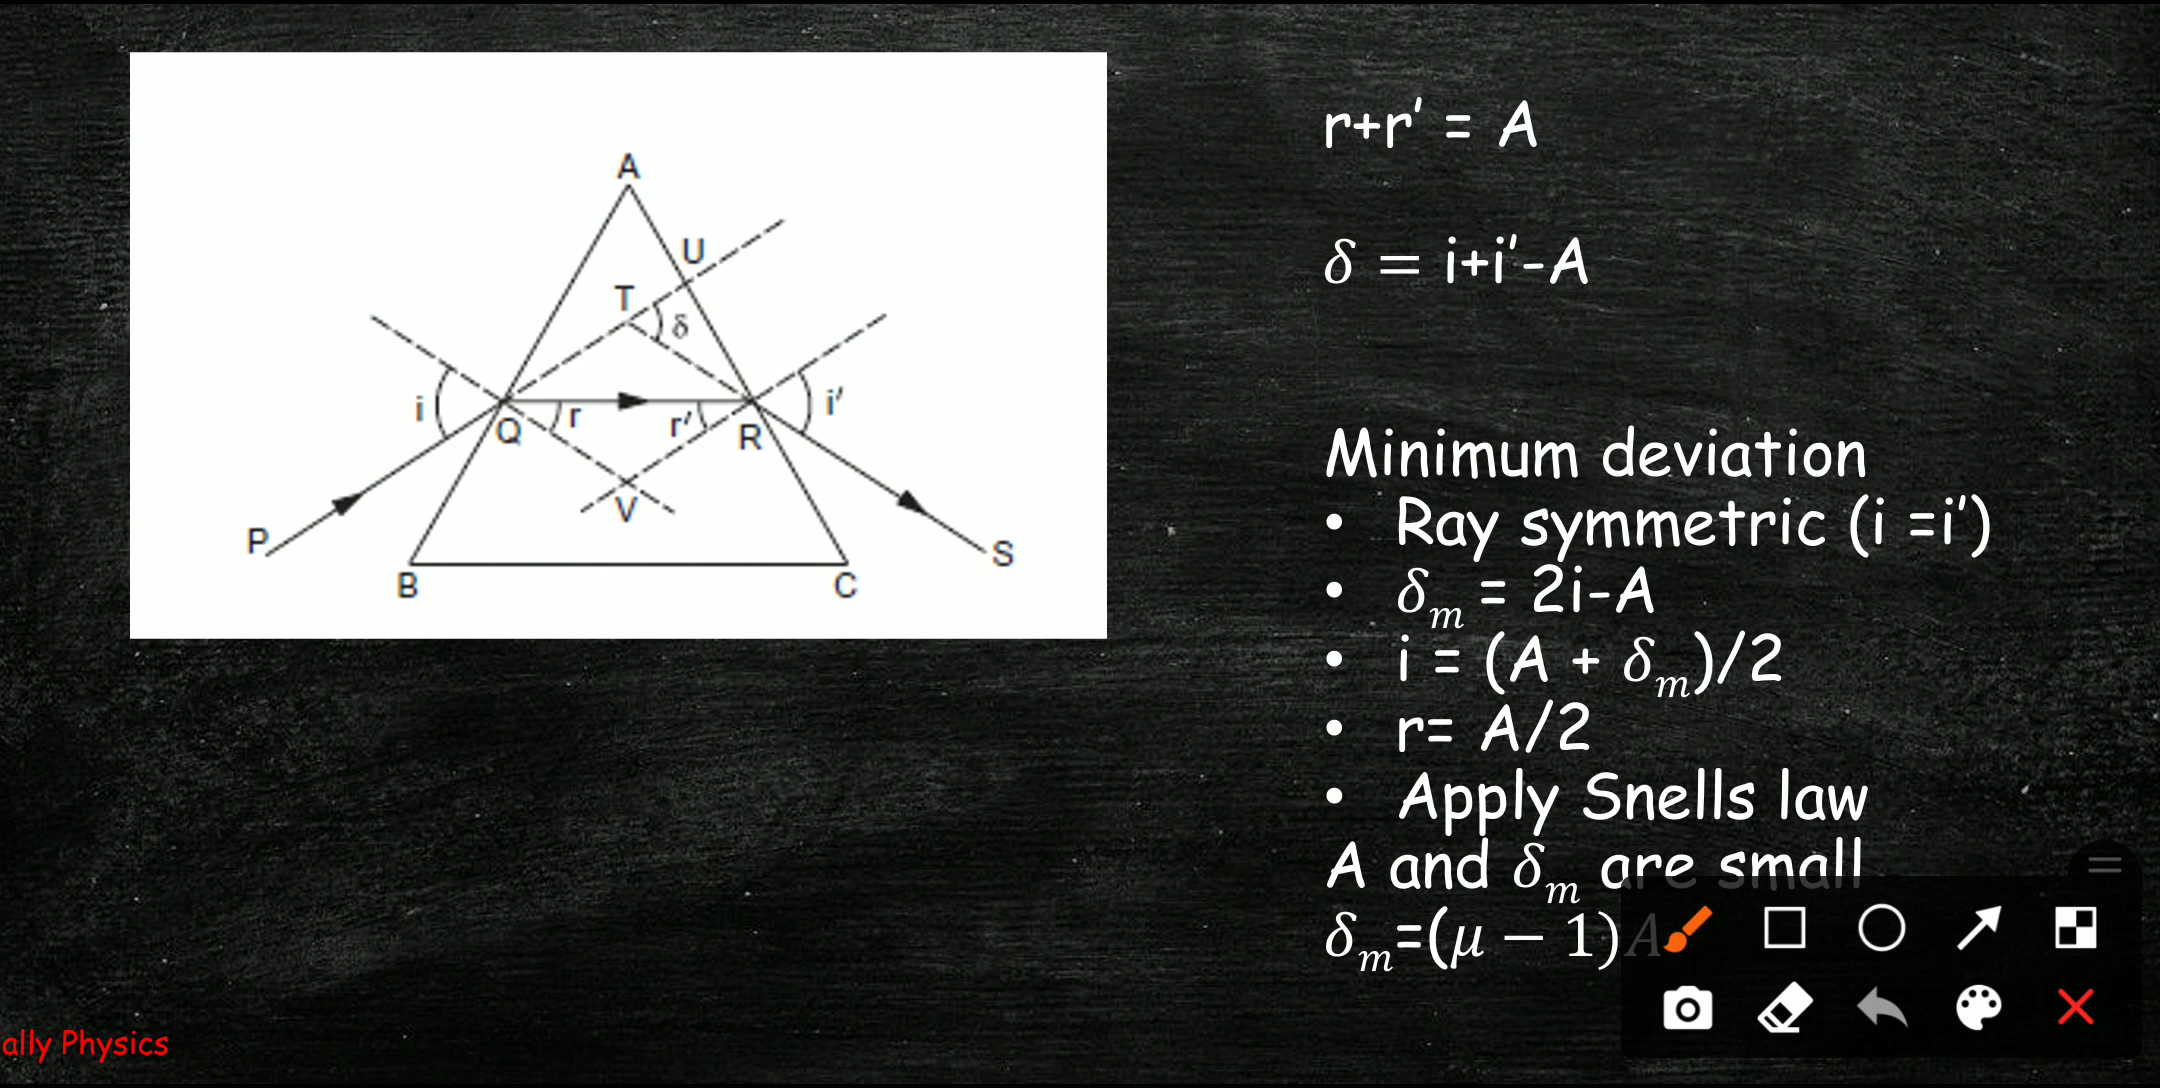 A
U
T
δ
i
i′
Q
r
r′
R
V
P
S
B
C
r+r′ = A
δ = i+i′-A
Minimum deviation
• Ray symmetric (i =i′)
• δₘ = 2i-A
• i = (A + δₘ)/2
• r= A/2
• Apply Snells law
A and δₘ are small
δₘ=(μ − 1)A
ally Physics